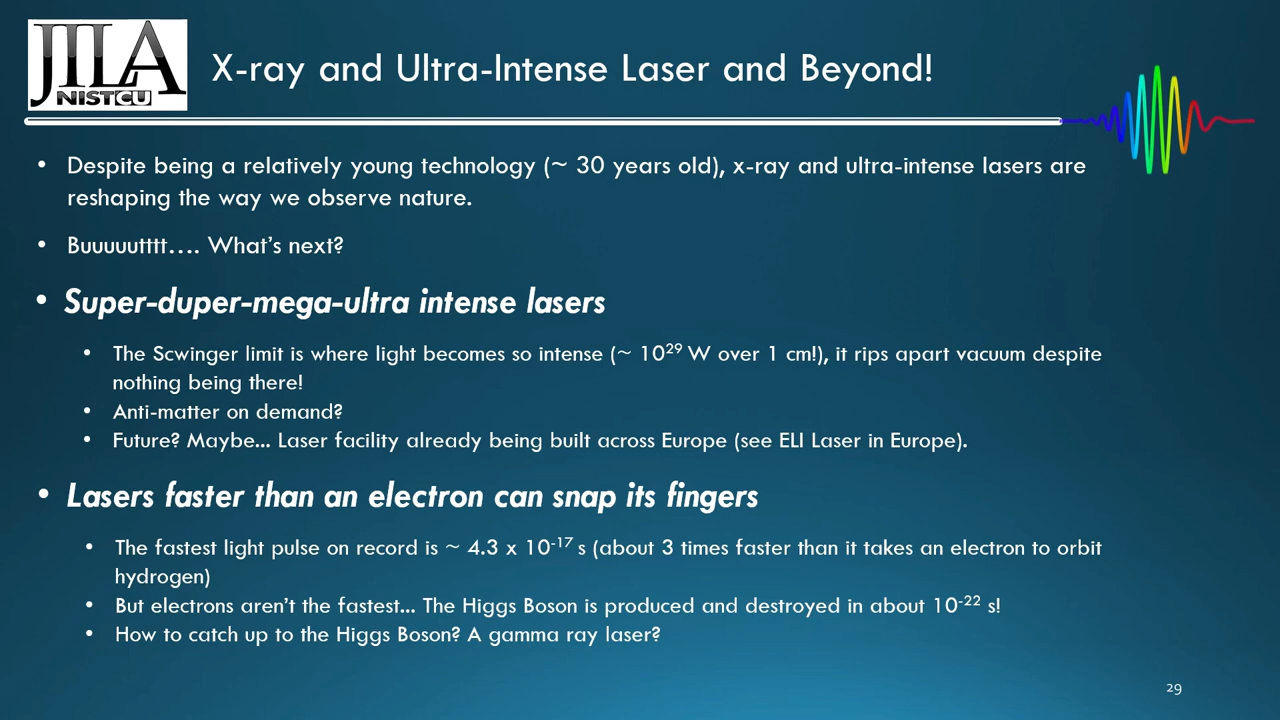 JILA
NIST CU
X-ray and Ultra-Intense Laser and Beyond!
• Despite being a relatively young technology (~ 30 years old), x-ray and ultra-intense lasers are
reshaping the way we observe nature.
• Buuuuutttt…. What’s next?
• Super-duper-mega-ultra intense lasers
• The Scwinger limit is where light becomes so intense (~ 10²⁹ W over 1 cm!), it rips apart vacuum despite
nothing being there!
• Anti-matter on demand?
• Future? Maybe... Laser facility already being built across Europe (see ELI Laser in Europe).
• Lasers faster than an electron can snap its fingers
• The fastest light pulse on record is ~ 4.3 x 10⁻¹⁷ s (about 3 times faster than it takes an electron to orbit
hydrogen)
• But electrons aren’t the fastest... The Higgs Boson is produced and destroyed in about 10⁻²² s!
• How to catch up to the Higgs Boson? A gamma ray laser?
29